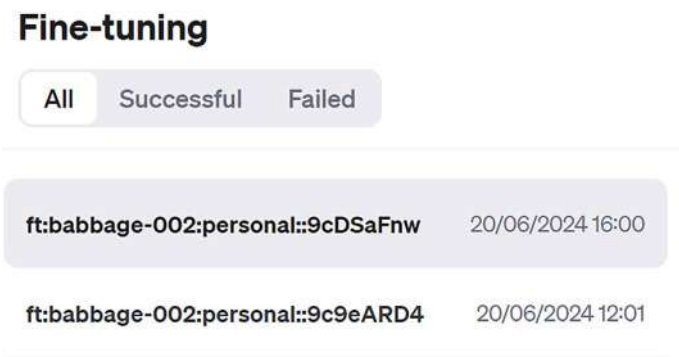 Fine-tuning
All Successful Failed
ft:babbage-002:personal::9cDSaFnw 20/06/2024 16:00
ft:babbage-002:personal::9c9eARD4 20/06/2024 12:01